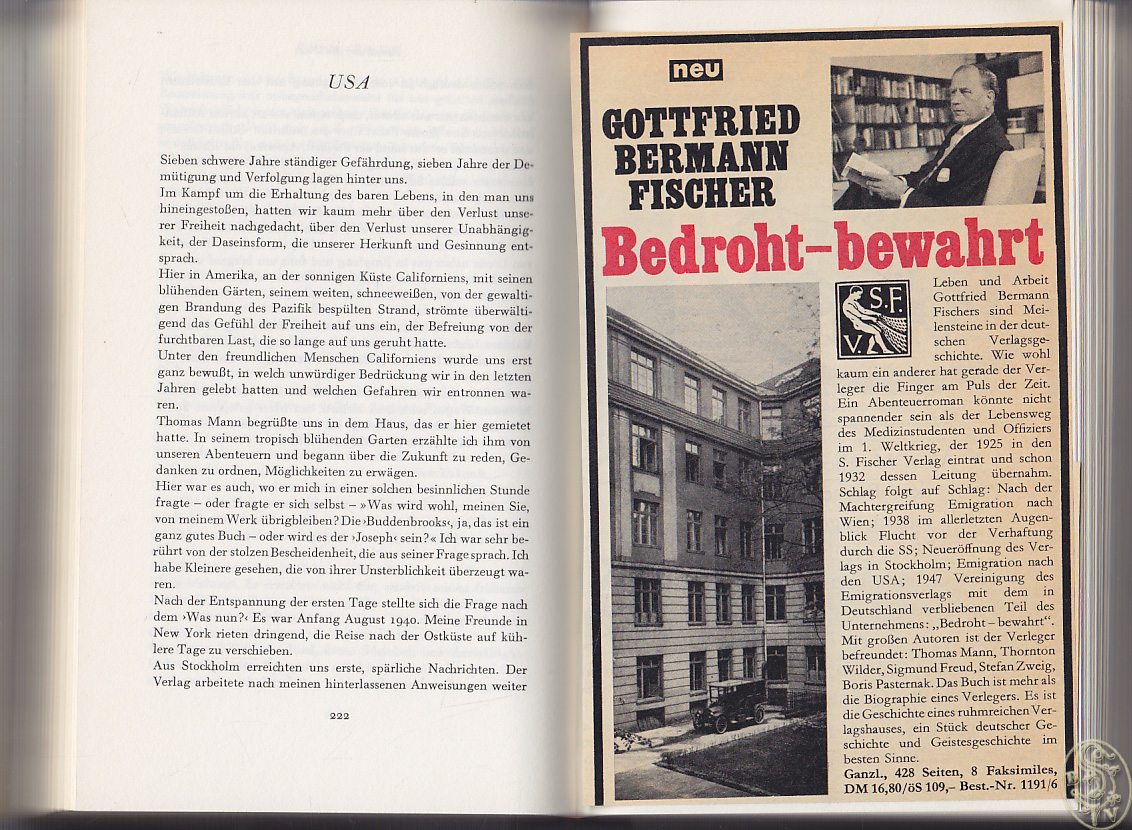 USA
Sieben schwere Jahre ständiger Gefährdung, sieben Jahre der De-
mütigung und Verfolgung lagen hinter uns.
Im Kampf um die Erhaltung des baren Lebens, in den man uns
hineingestoßen, hatten wir kaum mehr über den Verlust unse-
rer Freiheit nachgedacht, über den Verlust unserer Unabhängig-
keit, der Daseinsform, die unserer Herkunft und Gesinnung ent-
sprach.
Hier in Amerika, an der sonnigen Küste Californiens, mit seinen
blühenden Gärten, seinem weiten, schneeweißen, von der gewalti-
gen Brandung des Pazifik bespülten Strand, strömte überwälti-
gend das Gefühl der Freiheit auf uns ein, der Befreiung von der
furchtbaren Last, die so lange auf uns geruht hatte.
Unter den freundlichen Menschen Californiens wurde uns erst
ganz bewußt, in welch unwürdiger Bedrückung wir in den letzten
Jahren gelebt hatten und welchen Gefahren wir entronnen wa-
ren.
Thomas Mann begrüßte uns in dem Haus, das er hier gemietet
hatte. In seinem tropisch blühenden Garten erzählte ich ihm von
unseren Abenteuern und begann über die Zukunft zu reden, Ge-
danken zu ordnen, Möglichkeiten zu erwägen.
Hier war es auch, wo er mich in einer solchen besinnlichen Stunde
fragte – oder fragte er sich selbst – »Was wird wohl, meinen Sie,
von meinem Werk übrigbleiben? Die ›Buddenbrooks‹, ja, das ist ein
ganz gutes Buch – oder wird es der ›Joseph‹ sein?« Ich war sehr be-
rührt von der stolzen Bescheidenheit, die aus seiner Frage sprach. Ich
habe Kleinere gesehen, die von ihrer Unsterblichkeit überzeugt wa-
ren.
Nach der Entspannung der ersten Tage stellte sich die Frage nach
dem ›Was nun?‹ Es war Anfang August 1940. Meine Freunde in
New York rieten dringend, die Reise nach der Ostküste auf küh-
lere Tage zu verschieben.
Aus Stockholm erreichten uns erste, spärliche Nachrichten. Der
Verlag arbeitete nach meinen hinterlassenen Anweisungen weiter
222
neu
GOTTFRIED
BERMANN
FISCHER
Bedroht–bewahrt
S.F.
V.
Leben und Arbeit
Gottfried Bermann
Fischers sind Mei-
lensteine in der deut-
schen Verlagsge-
schichte. Wie wohl
kaum ein anderer hat gerade der Ver-
leger die Finger am Puls der Zeit.
Ein Abenteuerroman könnte nicht
spannender sein als der Lebensweg
des Medizinstudenten und Offiziers
im 1. Weltkrieg, der 1925 in den
S. Fischer Verlag eintrat und schon
1932 dessen Leitung übernahm.
Schlag folgt auf Schlag: Nach der
Machtergreifung Emigration nach
Wien; 1938 im allerletzten Augen-
blick Flucht vor der Verhaftung
durch die SS; Neueröffnung des Ver-
lags in Stockholm; Emigration nach
den USA; 1947 Vereinigung des
Emigrationsverlags mit dem in
Deutschland verbliebenen Teil des
Unternehmens: „Bedroht – bewahrt“.
Mit großen Autoren ist der Verleger
befreundet: Thomas Mann, Thornton
Wilder, Sigmund Freud, Stefan Zweig,
Boris Pasternak. Das Buch ist mehr als
die Biographie eines Verlegers. Es ist
die Geschichte eines ruhmreichen Ver-
lagshauses, ein Stück deutscher Ge-
schichte und Geistesgeschichte im
besten Sinne.
Ganzl., 428 Seiten, 8 Faksimiles,
DM 16,80/öS 109,– Best.-Nr. 1191/6